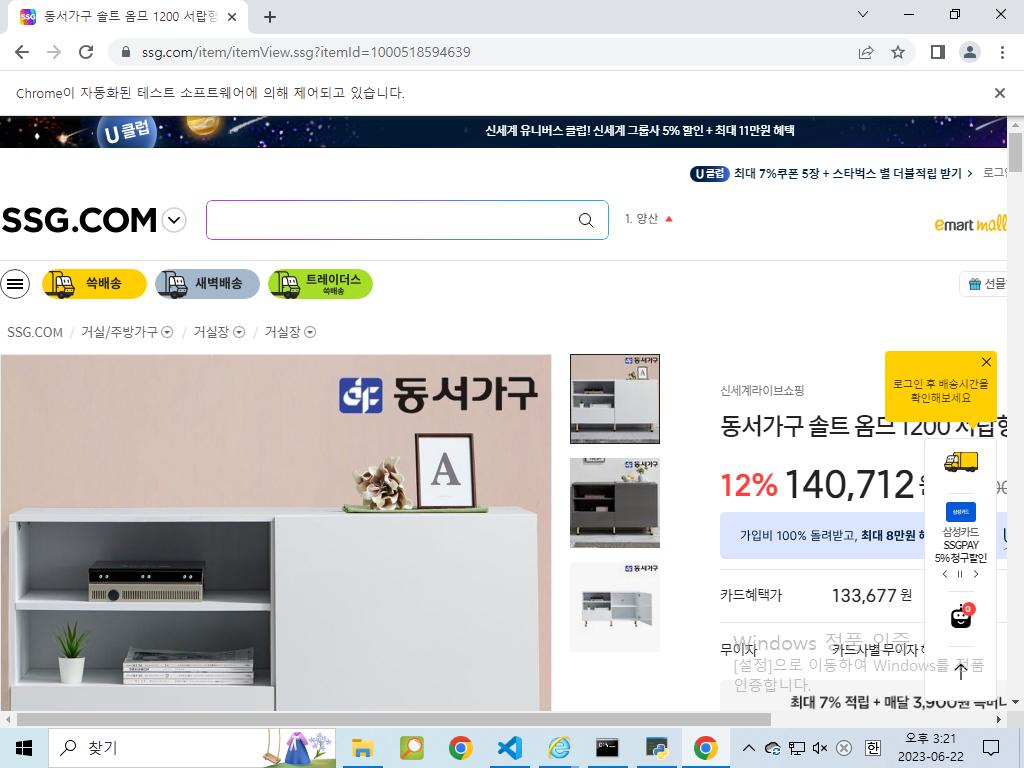 동서가구 솔트 옴므 1200 서랍형
ssg.com/item/itemView.ssg?itemId=1000518594639
Chrome이 자동화된 테스트 소프트웨어에 의해 제어되고 있습니다.
U 클럽
신세계 유니버스 클럽! 신세계 그룹사 5% 할인 + 최대 11만원 혜택
U 클럽 최대 7%쿠폰 5장 + 스타벅스 별 더블적립 받기
SSG.COM
1. 양산
emart mall
쓱배송
새벽배송
트레이더스
쓱배송
선물
SSG.COM / 거실/주방가구 / 거실장 / 거실장
동서가구
A
동서가구
동서가구
동서가구
신세계라이브쇼핑
로그인 후 배송시간을
확인해보세요
동서가구 솔트 옴므 1200 서랍형
12% 140,712
가입비 100% 돌려받고, 최대 8만원
삼성카드
삼성카드
SSGPAY
5% 청구할인
카드혜택가 133,677 원
0
무이자 카드사별 무이자
Windows 정품 인증
[설정]으로 이동하여 Windows를 정품
인증합니다.
최대 7% 적립 + 매달 3,900원
찾기
한
오후 3:21
2023-06-22